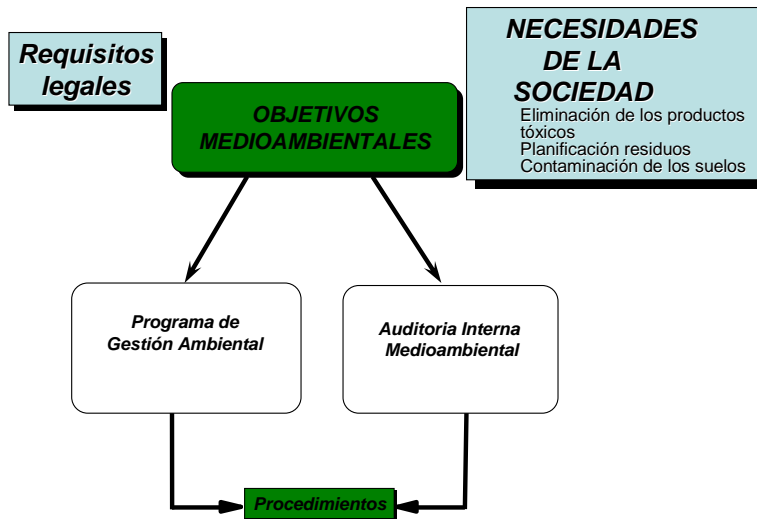 Requisitos
legales
OBJETIVOS
MEDIOAMBIENTALES
NECESIDADES
DE LA
SOCIEDAD
Eliminación de los productos
tóxicos
Planificación residuos
Contaminación de los suelos
Programa de
Gestión Ambiental
Auditoria Interna
Medioambiental
Procedimientos